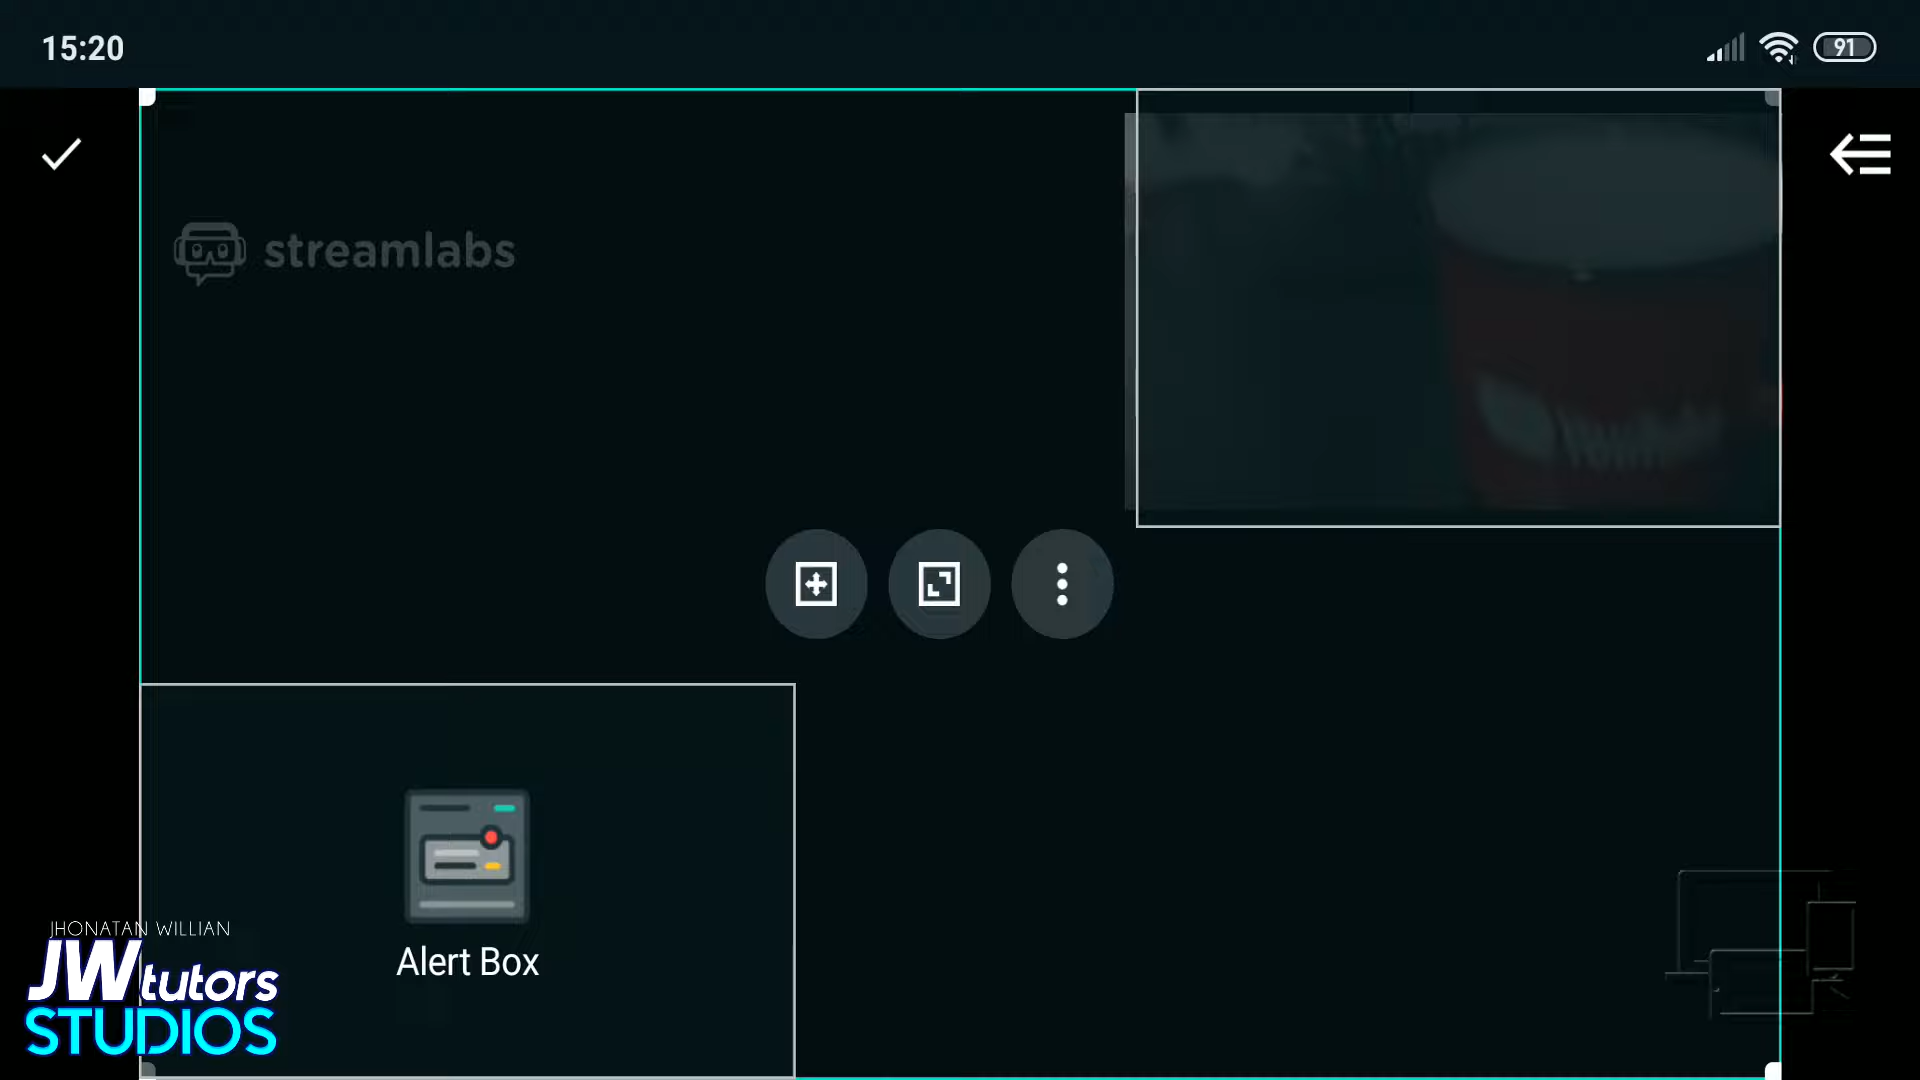 15:20
91
streamlabs
Alert Box
JHONATAN WILLIAN
JWtutors
STUDIOS